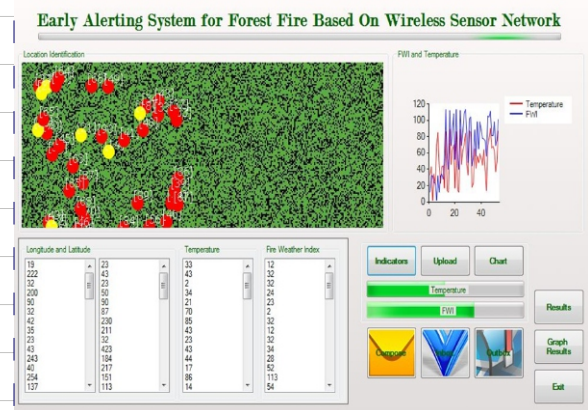 Early Alerting System for Forest Fire Based On Wireless Sensor Network
Location Identification
FWI and Temperature
120
100
80
60
40
20
0
0 20 40
Temperature
FWI
Longitude and Latitude
Temperature
Fire Weather Index
19 23 33 12
222 43 43 32
32 23 2 32
200 50 34 24
90 90 21 23
32 87 70 2
42 230 85 32
35 211 43 12
23 32 23 32
43 423 43 34
243 184 44 28
40 217 17 52
254 151 86 113
137 113 14 54
Indicators
Upload
Chart
Temperature
FWI
Compose
Outbox
Results
Graph
Results
Exit